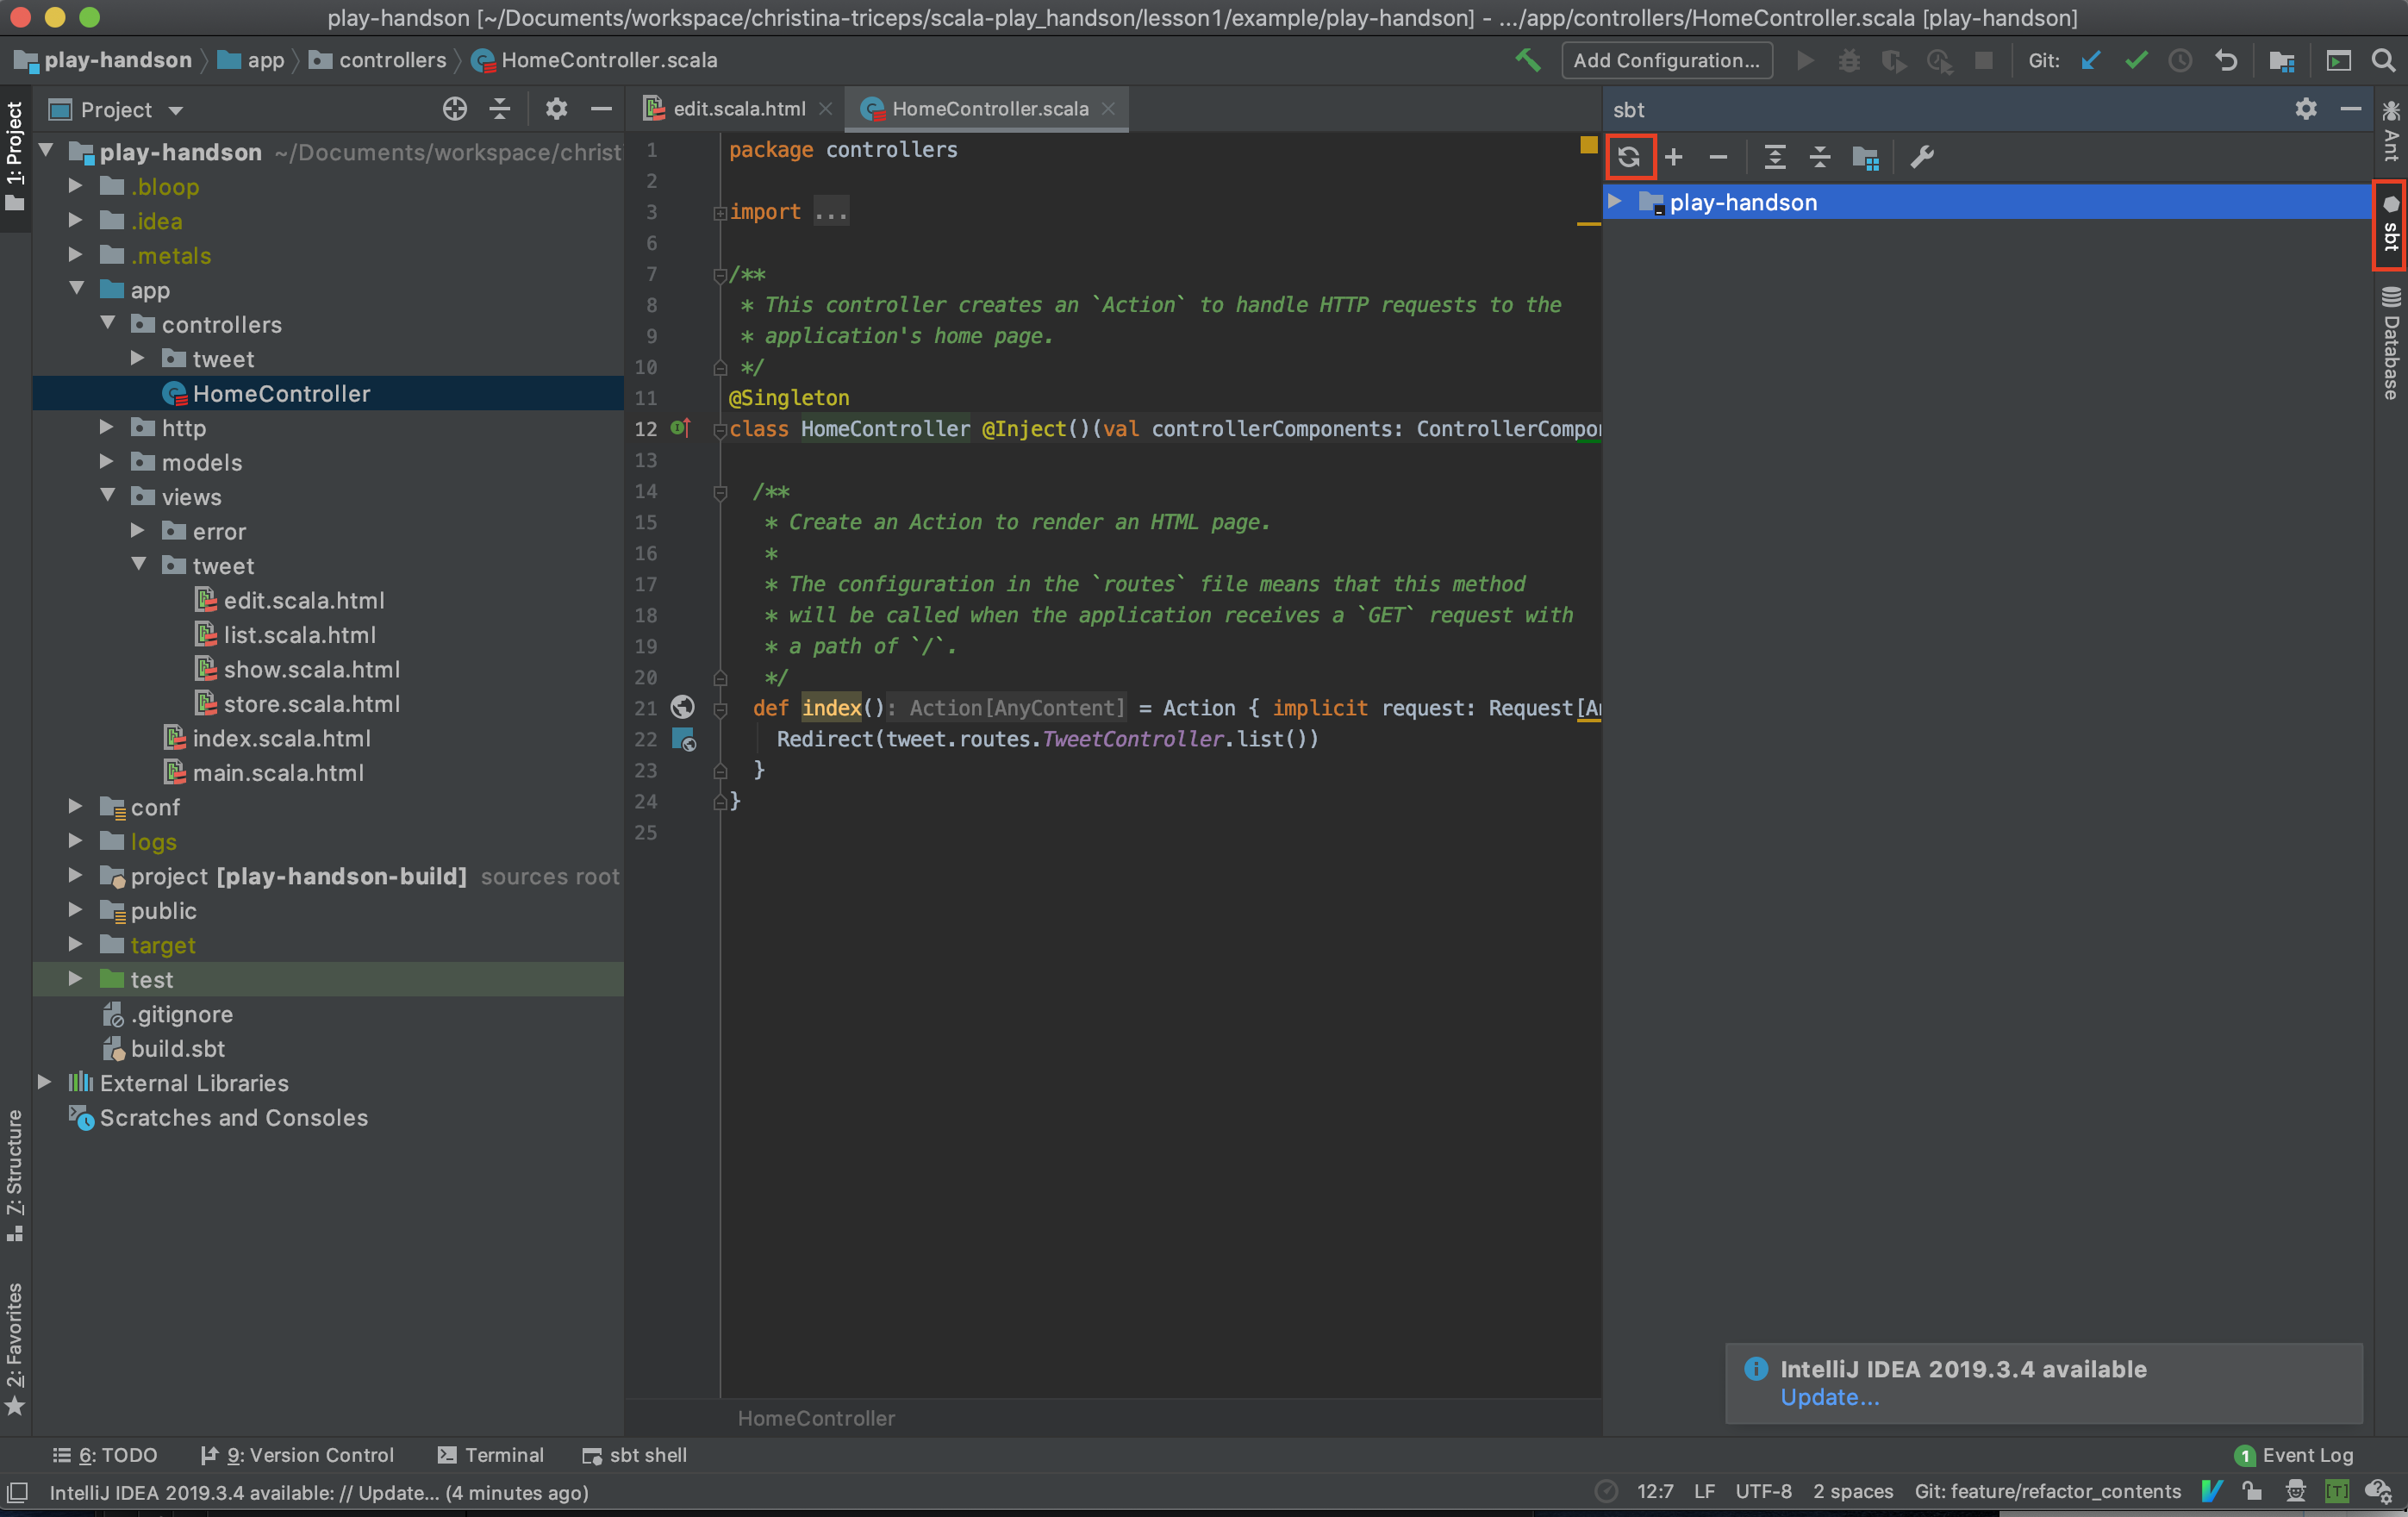 play-handson [~/Documents/workspace/christina-triceps/scala-play_handson/lesson1/example/play-handson] - .../app/controllers/HomeController.scala [play-handson]
play-handson app controllers HomeController.scala
Add Configuration...
Git:
1: Project
Project
play-handson ~/Documents/workspace/christ
.bloop
.idea
.metals
app
controllers
tweet
HomeController
http
models
views
error
tweet
edit.scala.html
list.scala.html
show.scala.html
store.scala.html
index.scala.html
main.scala.html
conf
logs
project [play-handson-build] sources root
public
target
test
.gitignore
build.sbt
External Libraries
Scratches and Consoles
7: Structure
2: Favorites
edit.scala.html
HomeController.scala
1 package controllers
2
3 import ...
6
7 /**
8 * This controller creates an `Action` to handle HTTP requests to the
9 * application's home page.
10 */
11 @Singleton
12 class HomeController @Inject()(val controllerComponents: ControllerCompo
13
14 /**
15 * Create an Action to render an HTML page.
16 *
17 * The configuration in the `routes` file means that this method
18 * will be called when the application receives a `GET` request with
19 * a path of `/`.
20 */
21 def index(): Action[AnyContent] = Action { implicit request: Request[A
22 Redirect(tweet.routes.TweetController.list())
23 }
24 }
25
HomeController
sbt
play-handson
Ant
sbt
Database
IntelliJ IDEA 2019.3.4 available
Update...
6: TODO
9: Version Control
Terminal
sbt shell
1 Event Log
IntelliJ IDEA 2019.3.4 available: // Update... (4 minutes ago)
12:7 LF UTF-8 2 spaces Git: feature/refactor_contents
[T]